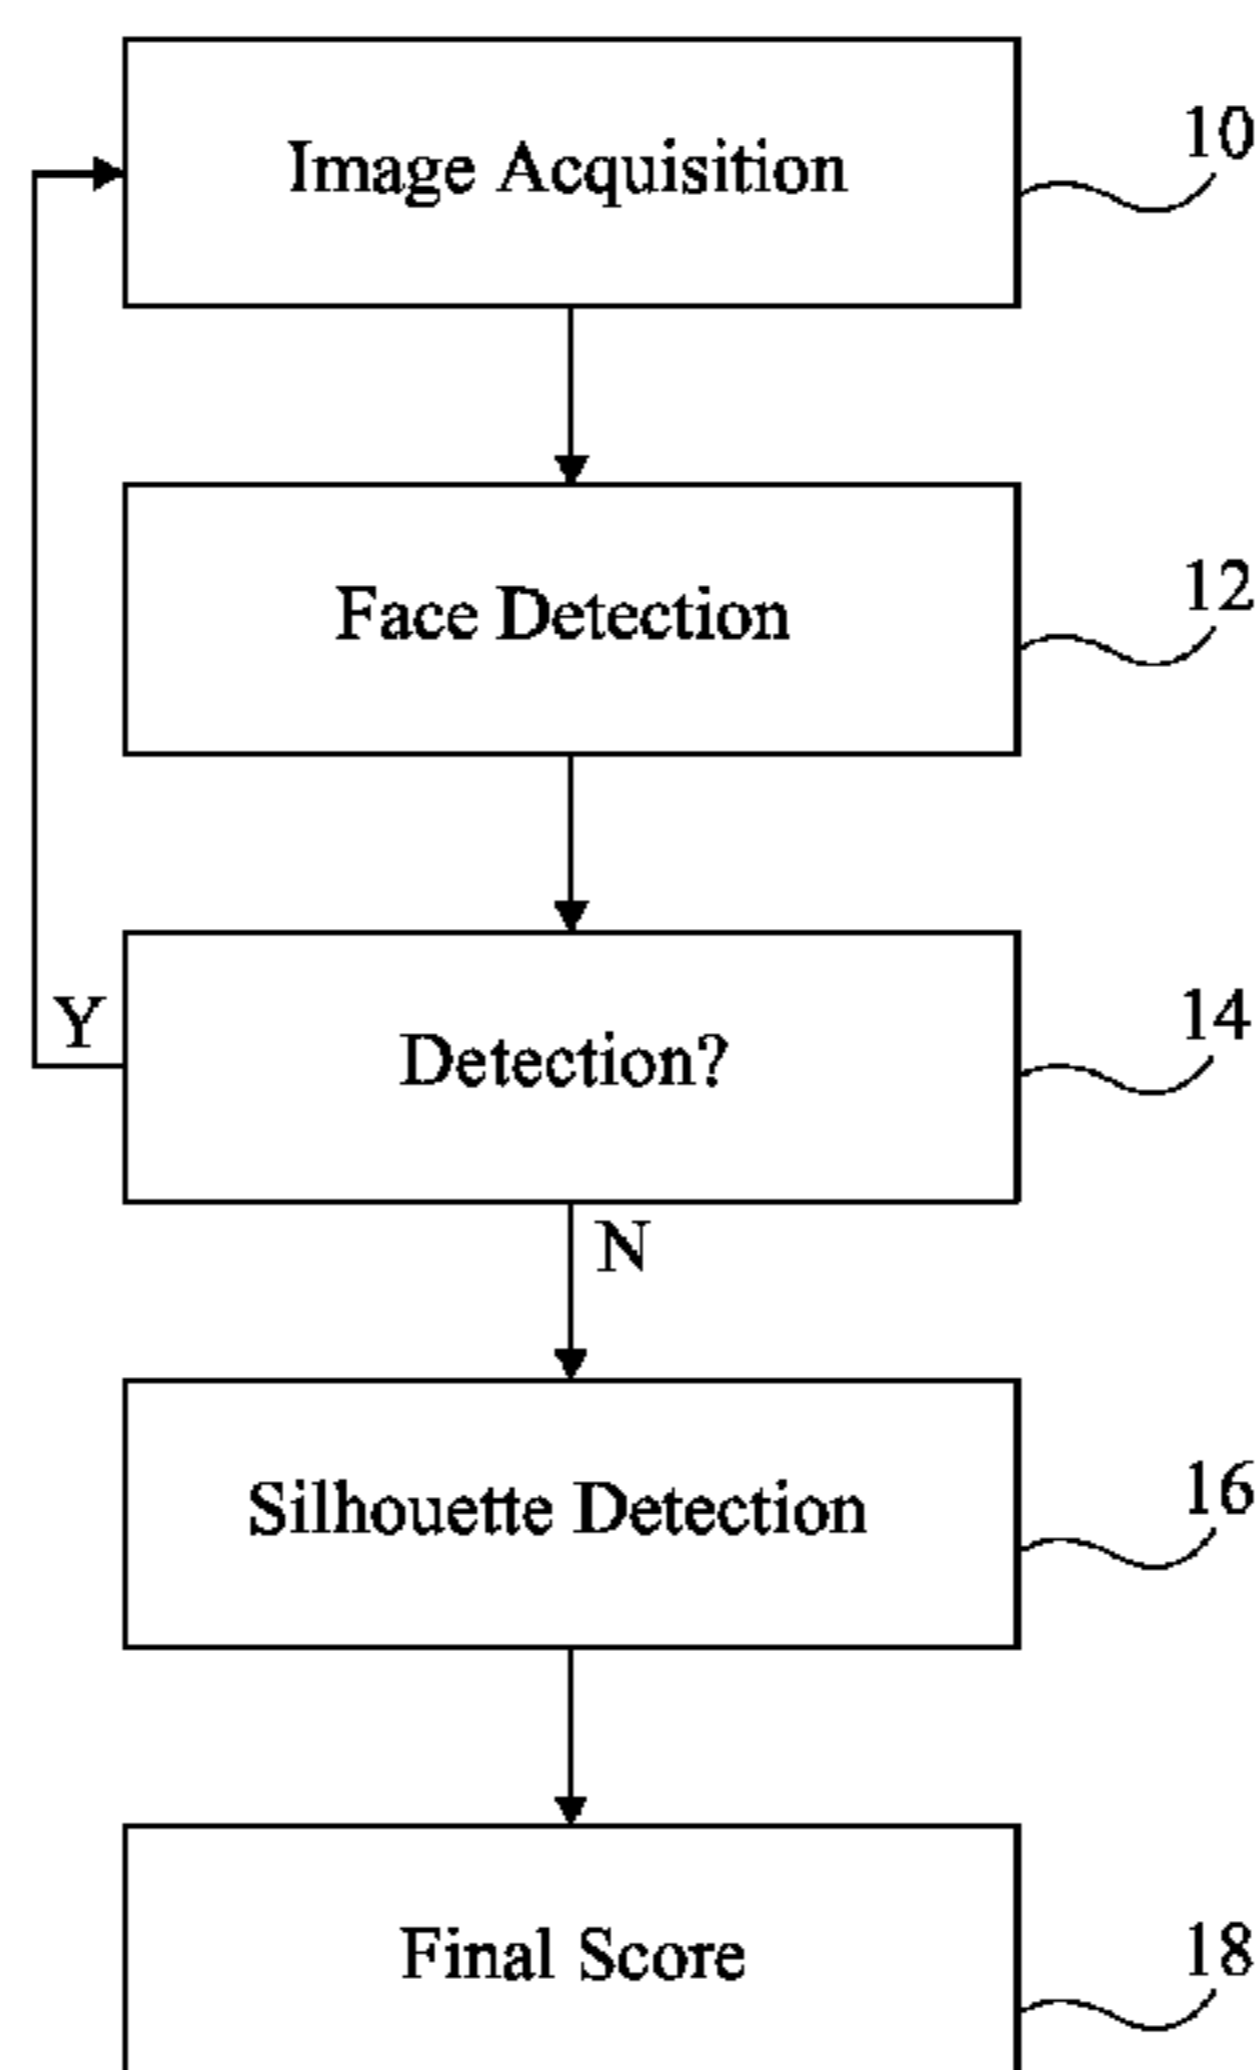 Image Acquisition
10
Face Detection
12
Y
Detection?
14
N
Silhouette Detection
16
Final Score
18